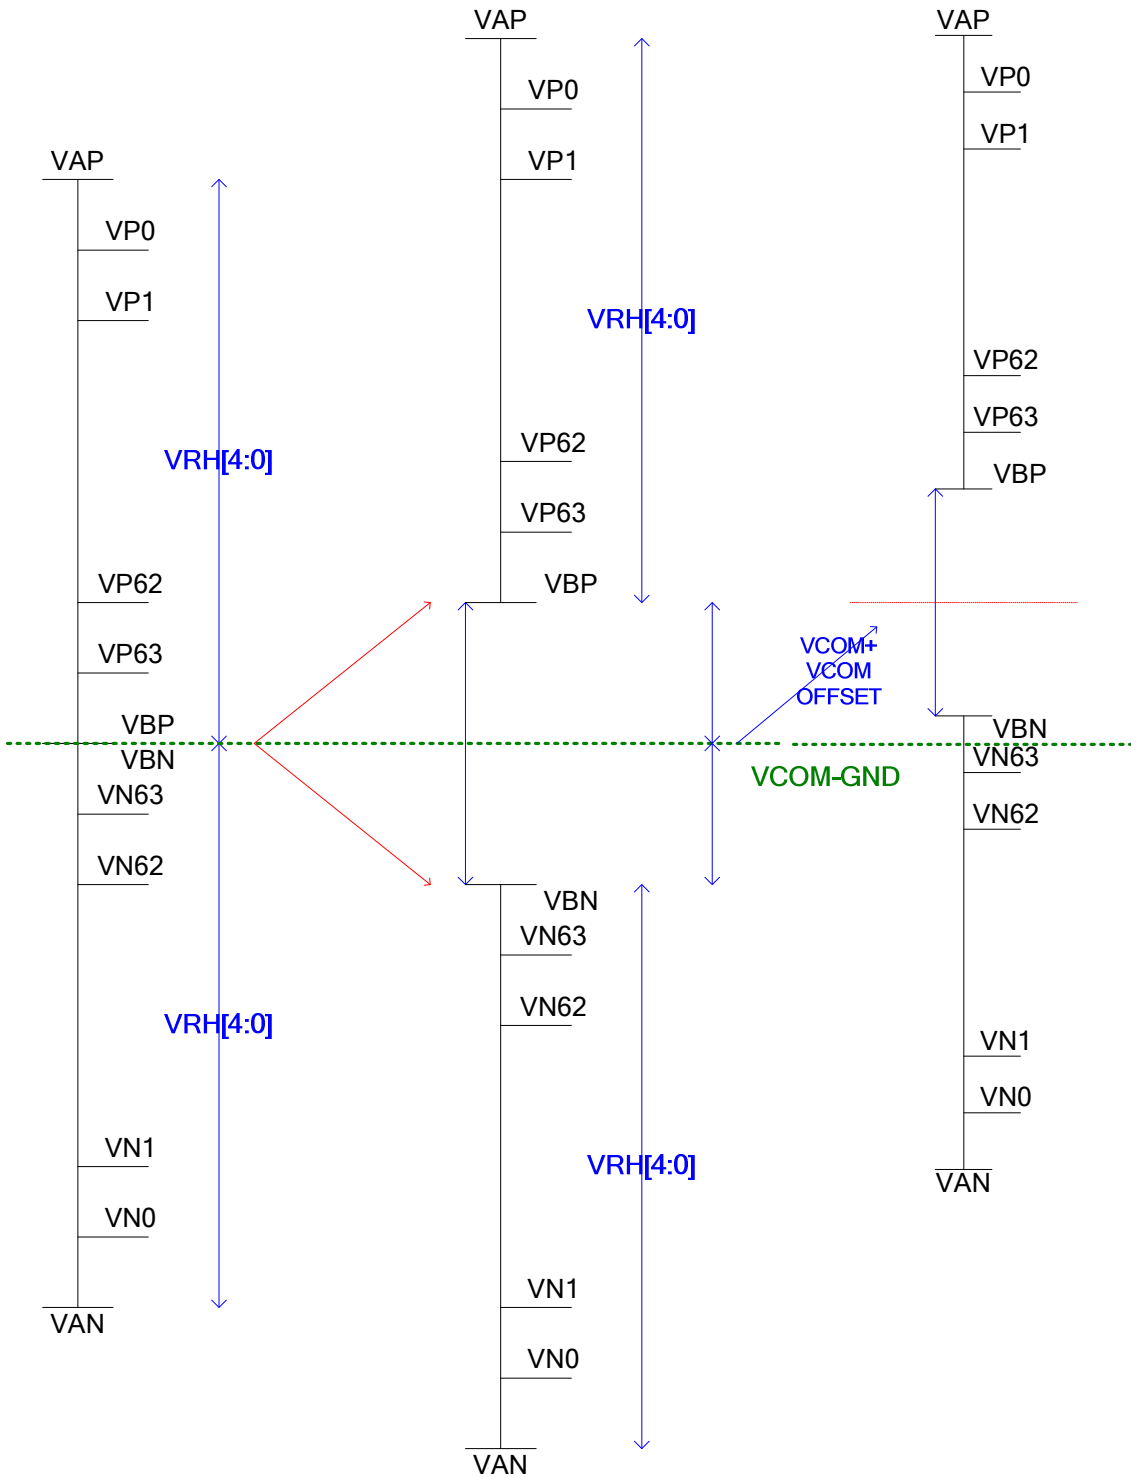 VAP
VP0
VP1
VRH[4:0]
VP62
VP63
VBP
VBN
VN63
VN62
VRH[4:0]
VN1
VN0
VAN
VAP
VP0
VP1
VRH[4:0]
VP62
VP63
VBP
VBN
VN63
VN62
VRH[4:0]
VN1
VN0
VAN
VCOM+
VCOM
OFFSET
VCOM-GND
VAP
VP0
VP1
VP62
VP63
VBP
VBN
VN63
VN62
VN1
VN0
VAN